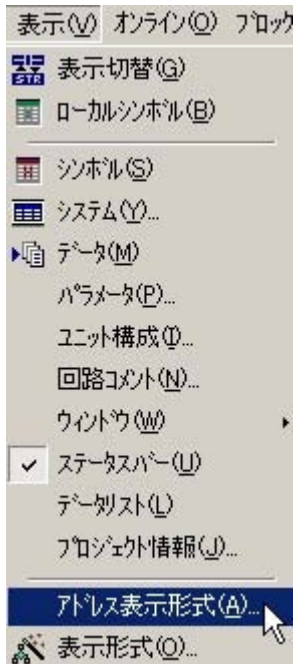 表示(V) オンライン(O) ブロック
STR 表示切替(G)
ローカルシンボル(B)
シンボル(S)
システム(Y)...
データ(M)
パラメータ(P)...
ユニット構成(I)...
回路コメント(N)...
ウィンドウ(W)
ステータスバー(U)
データリスト(L)
プロジェクト情報(J)...
アドレス表示形式(A)...
表示形式(O)...